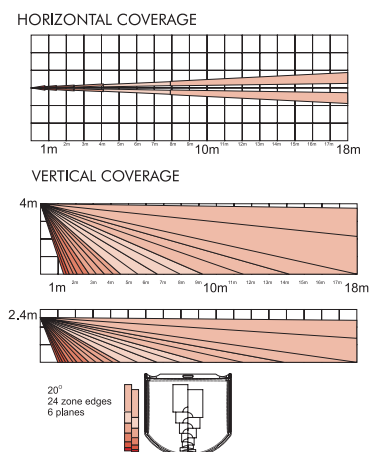 HORIZONTAL COVERAGE
1m 2m 3m 4m 5m 6m 7m 8m 9m 10m 11m 12m 13m 14m 15m 16m 17m 18m
VERTICAL COVERAGE
4m
1m 2m 3m 4m 5m 6m 7m 8m 9m 10m 11m 12m 13m 14m 15m 16m 17m 18m
2.4m
20°
24 zone edges
6 planes